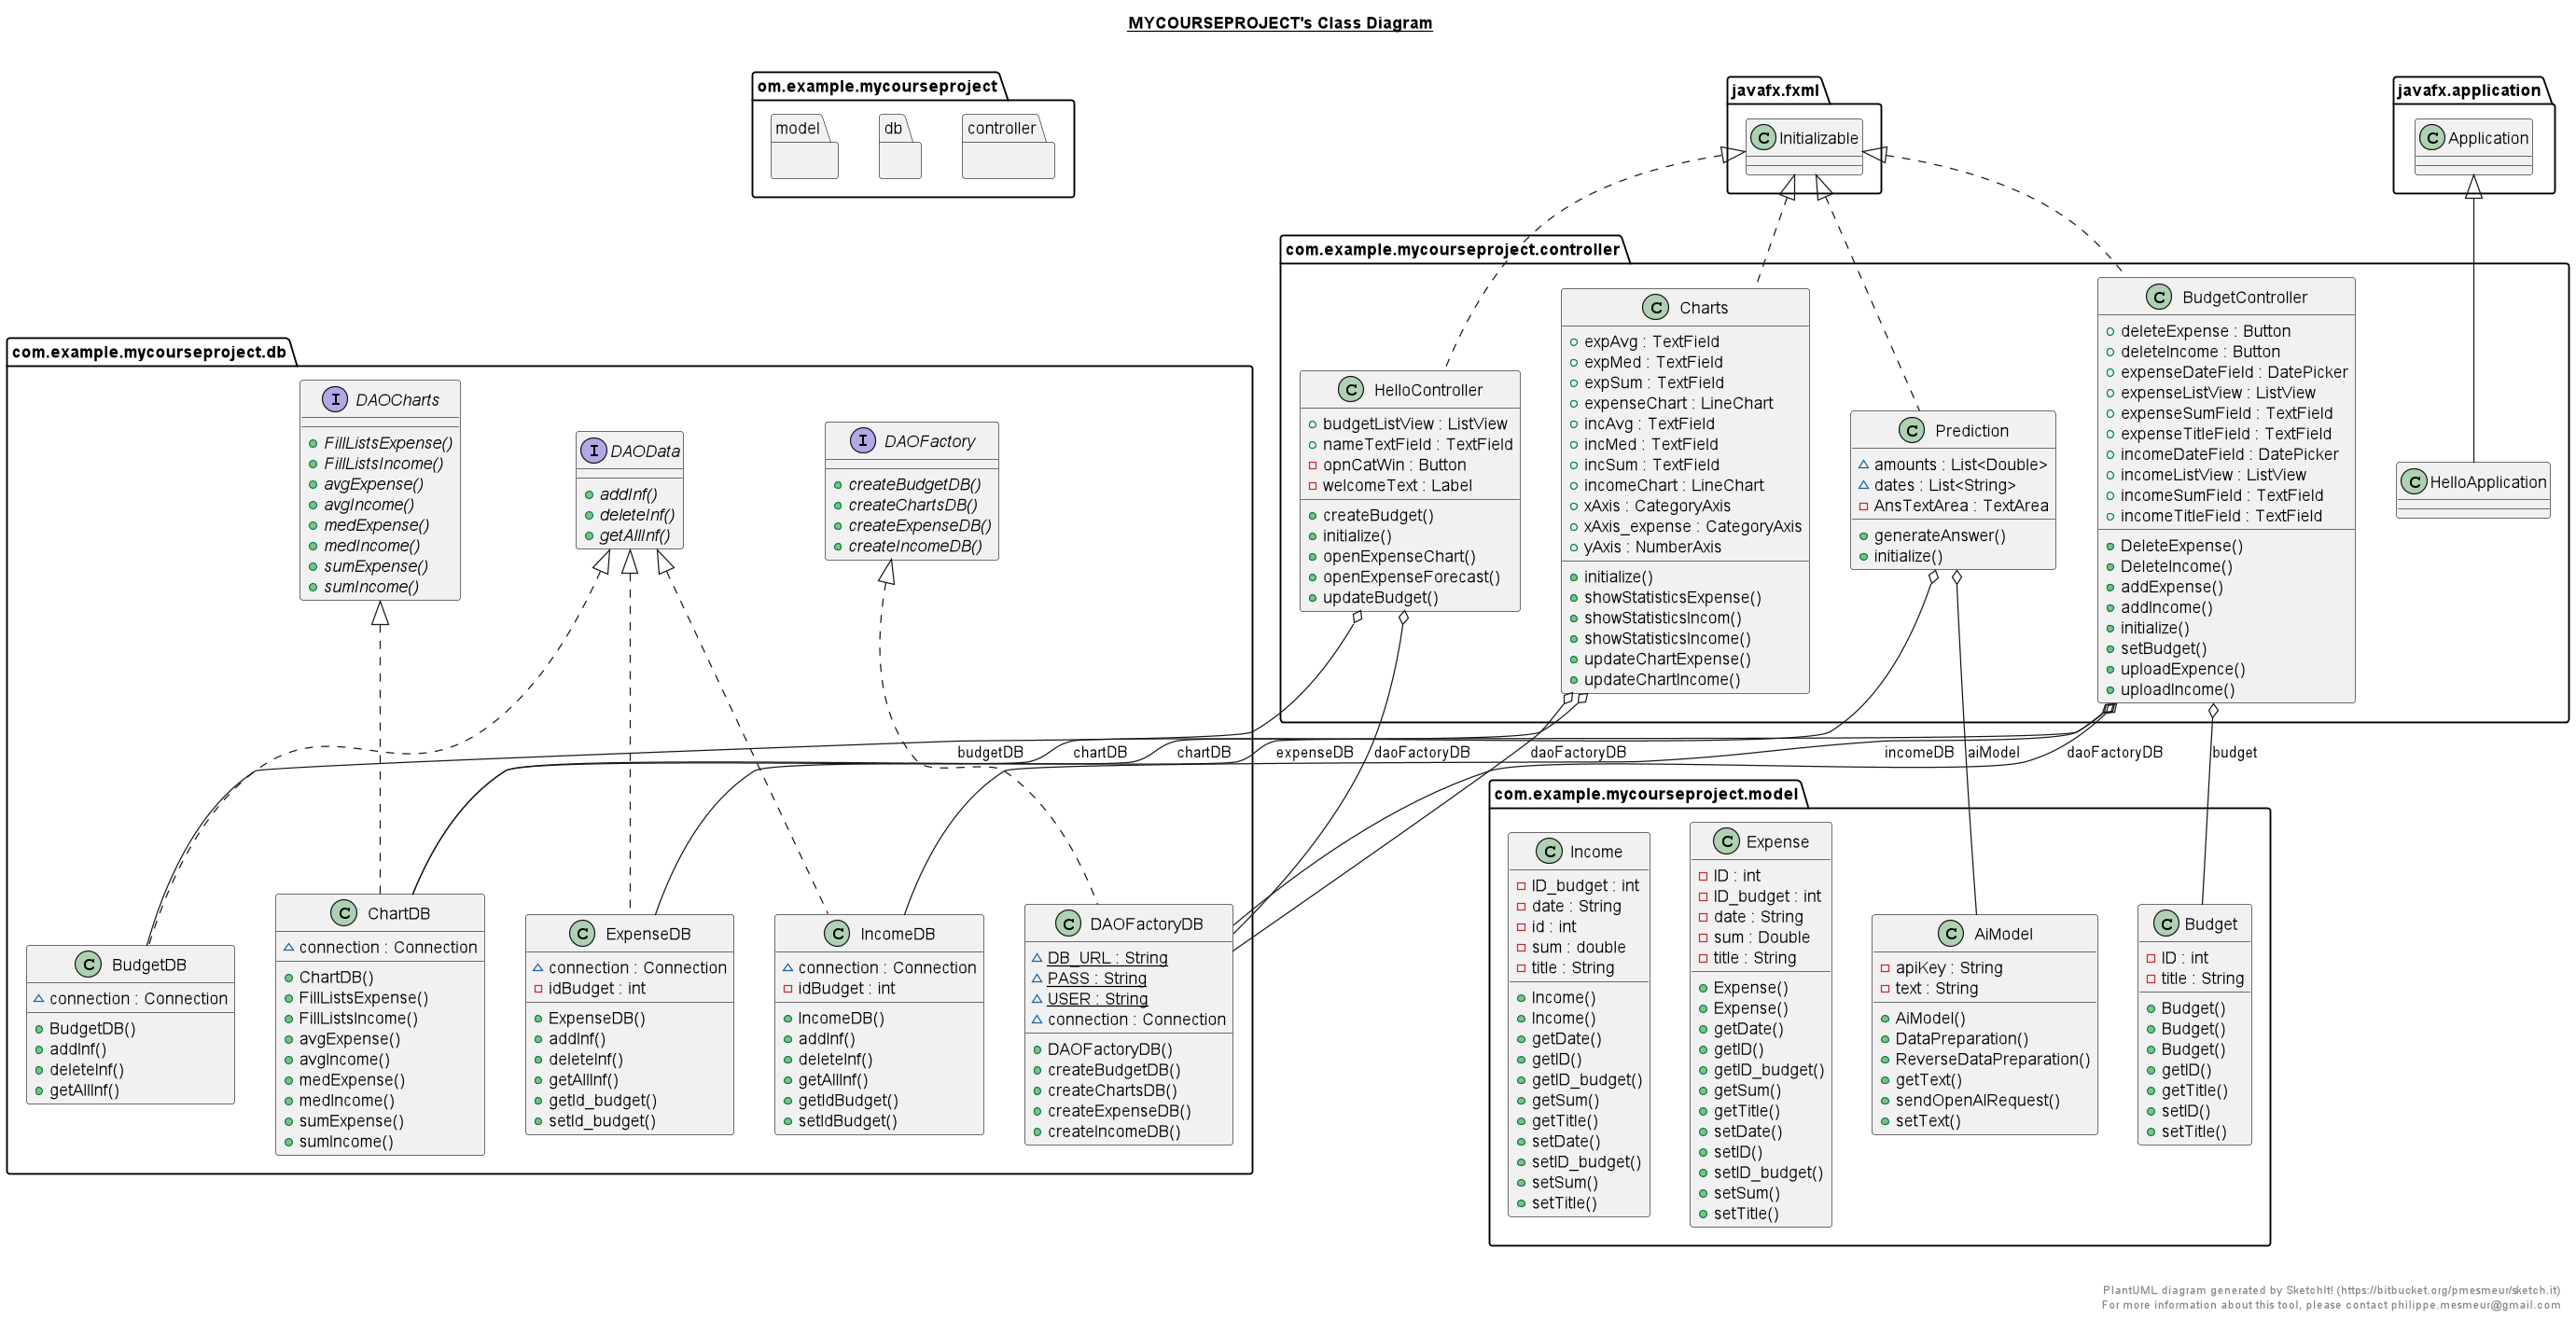 MYCOURSEPROJECT's Class Diagram
om.example.mycourseproject
model
db
controller
javafx.fxml
C Initializable
javafx.application
C Application
com.example.mycourseproject.controller
C HelloController
budgetListView : ListView
nameTextField : TextField
opnCatWin : Button
welcomeText : Label
createBudget()
initialize()
openExpenseChart()
openExpenseForecast()
updateBudget()
C Charts
expAvg : TextField
expMed : TextField
expSum : TextField
expenseChart : LineChart
incAvg : TextField
incMed : TextField
incSum : TextField
incomeChart : LineChart
xAxis : CategoryAxis
xAxis_expense : CategoryAxis
yAxis : NumberAxis
initialize()
showStatisticsExpense()
showStatisticsIncom()
showStatisticsIncome()
updateChartExpense()
updateChartIncome()
C Prediction
amounts : List<Double>
dates : List<String>
AnsTextArea : TextArea
generateAnswer()
initialize()
C BudgetController
deleteExpense : Button
deleteIncome : Button
expenseDateField : DatePicker
expenseListView : ListView
expenseSumField : TextField
expenseTitleField : TextField
incomeDateField : DatePicker
incomeListView : ListView
incomeSumField : TextField
incomeTitleField : TextField
DeleteExpense()
DeleteIncome()
addExpense()
addIncome()
initialize()
setBudget()
uploadExpence()
uploadIncome()
C HelloApplication
com.example.mycourseproject.db
I DAOCharts
FillListsExpense()
FillListsIncome()
avgExpense()
avgIncome()
medExpense()
medIncome()
sumExpense()
sumIncome()
I DAOData
addInf()
deleteInf()
getAllInf()
I DAOFactory
createBudgetDB()
createChartsDB()
createExpenseDB()
createIncomeDB()
budgetDB
chartDB
chartDB
expenseDB
daoFactoryDB
daoFactoryDB
incomeDB
aiModel
daoFactoryDB
budget
C BudgetDB
connection : Connection
BudgetDB()
addInf()
deleteInf()
getAllInf()
C ChartDB
connection : Connection
ChartDB()
FillListsExpense()
FillListsIncome()
avgExpense()
avgIncome()
medExpense()
medIncome()
sumExpense()
sumIncome()
C ExpenseDB
connection : Connection
idBudget : int
ExpenseDB()
addInf()
deleteInf()
getAllInf()
getId_budget()
setId_budget()
C IncomeDB
connection : Connection
idBudget : int
IncomeDB()
addInf()
deleteInf()
getAllInf()
getIdBudget()
setIdBudget()
C DAOFactoryDB
DB_URL : String
PASS : String
USER : String
connection : Connection
DAOFactoryDB()
createBudgetDB()
createChartsDB()
createExpenseDB()
createIncomeDB()
com.example.mycourseproject.model
C Income
ID_budget : int
date : String
id : int
sum : double
title : String
Income()
Income()
getDate()
getID()
getID_budget()
getSum()
getTitle()
setDate()
setID_budget()
setSum()
setTitle()
C Expense
ID : int
ID_budget : int
date : String
sum : Double
title : String
Expense()
Expense()
getDate()
getID()
getID_budget()
getSum()
getTitle()
setDate()
setID()
setID_budget()
setSum()
setTitle()
C AiModel
apiKey : String
text : String
AiModel()
DataPreparation()
ReverseDataPreparation()
getText()
sendOpenAIRequest()
setText()
C Budget
ID : int
title : String
Budget()
Budget()
Budget()
getID()
getTitle()
setID()
setTitle()
PlantUML diagram generated by SketchIt! (https://bitbucket.org/pmesmeur/sketch.it)
For more information about this tool, please contact philippe.mesmeur@gmail.com